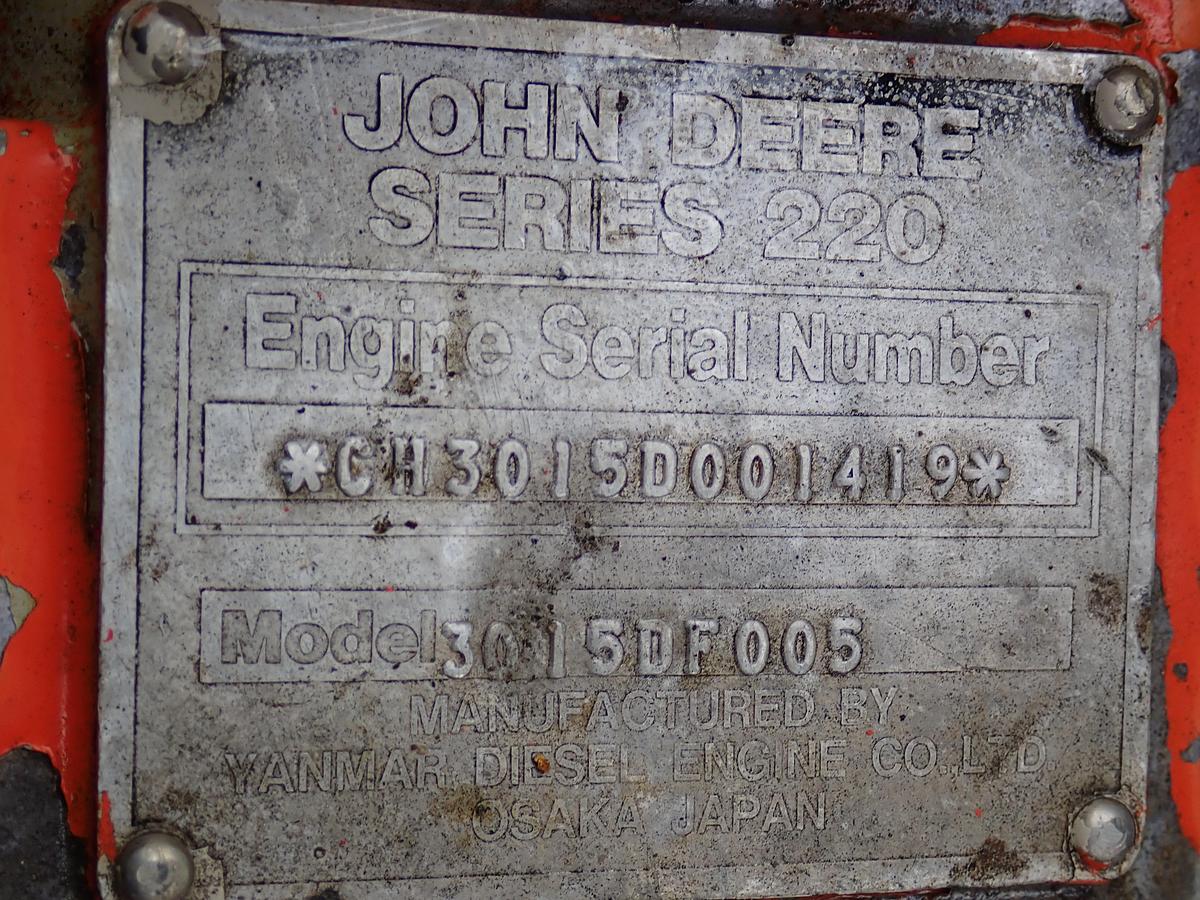 JOHN DEERE
SERIES 220
Engine Serial Number
*CH3015D001419*
Model 3015DF005
MANUFACTURED BY
YANMAR DIESEL ENGINE CO.,LTD
OSAKA JAPAN